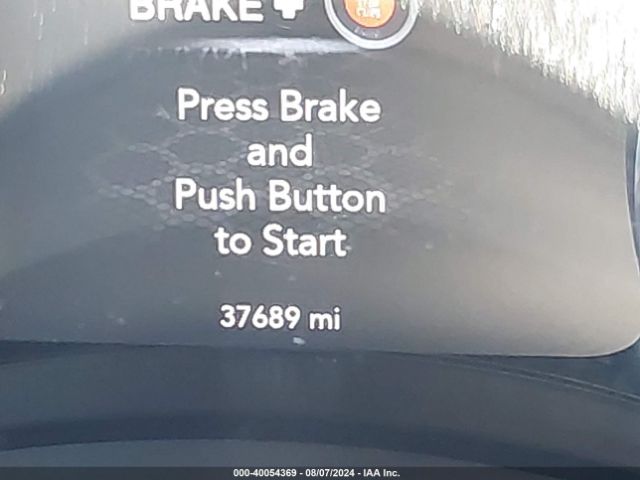 BRAKE +
Press Brake
and
Push Button
to Start
37689 mi
000-40054369 - 08/07/2024 - IAA Inc.